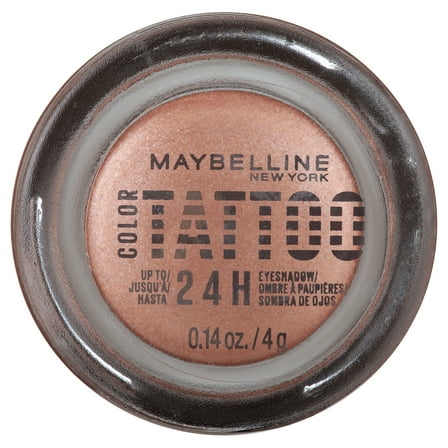 MAYBELLINE
NEW YORK
COLOR
TATTOO
UP TO/
JUSQU'À/
HASTA
24H
EYESHADOW/
OMBRE À PAUPIÈRES/
SOMBRA DE OJOS
0.14 oz./4g